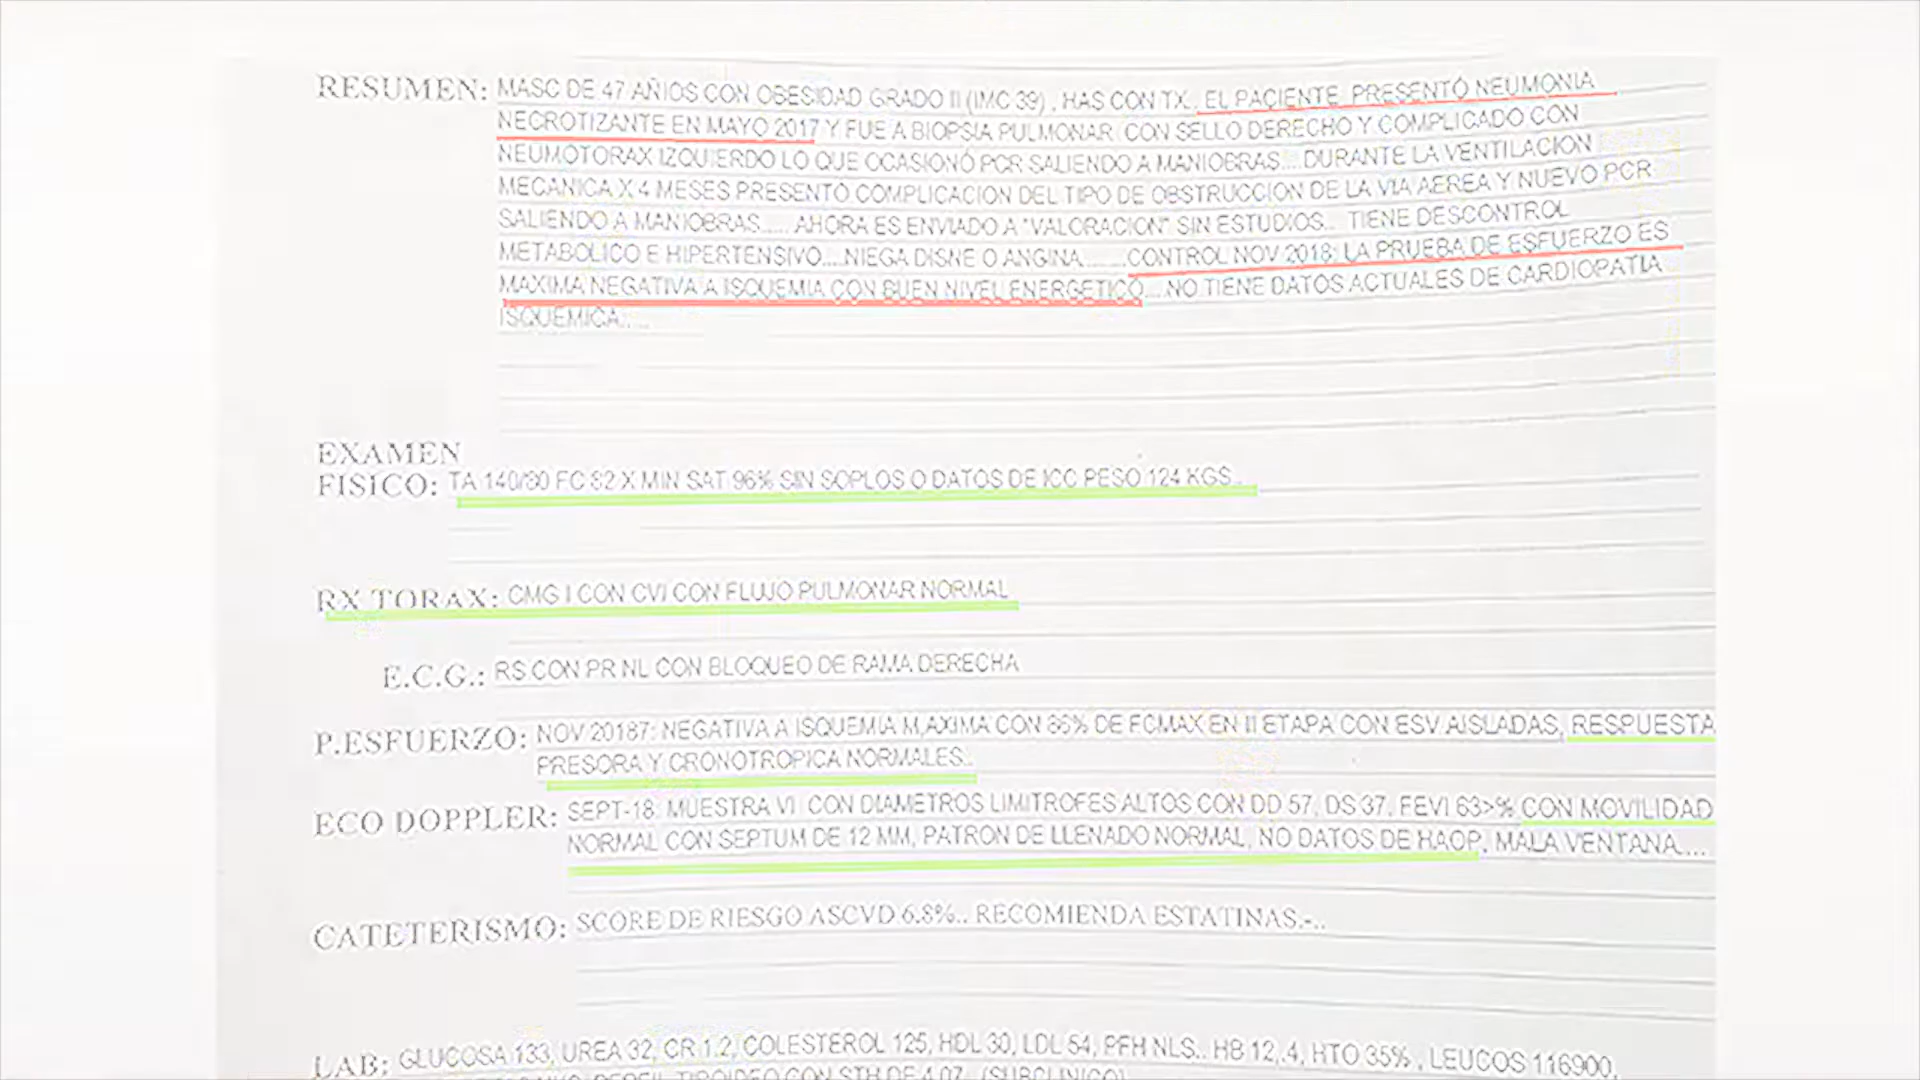 RESUMEN: MASC DE 47 AÑOS CON OBESIDAD GRADO II (IMC 39) , HAS CON TX.. EL PACIENTE PRESENTÓ NEUMONIA
NECROTIZANTE EN MAYO 2017 Y FUE A BIOPSIA PULMONAR CON SELLO DERECHO Y COMPLICADO CON
NEUMOTORAX IZQUIERDO LO QUE OCASIONÓ PCR SALIENDO A MANIOBRAS... DURANTE LA VENTILACION
MECANICA X 4 MESES PRESENTO COMPLICACION DEL TIPO DE OBSTRUCCION DE LA VIA AEREA Y NUEVO PCR
SALIENDO A MANIOBRAS..... AHORA ES ENVIADO A "VALORACION" SIN ESTUDIOS... TIENE DESCONTROL
METABOLICO E HIPERTENSIVO....NIEGA DISNE O ANGINA.......CONTROL NOV 2018: LA PRUEBA DE ESFUERZO ES
MAXIMA NEGATIVA A ISQUEMIA CON BUEN NIVEL ENERGETICO....NO TIENE DATOS ACTUALES DE CARDIOPATIA
ISQUEMICA.....
EXAMEN
FISICO: TA 140/80 FC 82 X MIN SAT 96% SIN SOPLOS O DATOS DE ICC PESO 124 KGS..
RX TORAX: CMG I CON CVI CON FLUJO PULMONAR NORMAL
E.C.G.: RS CON PR NL CON BLOQUEO DE RAMA DERECHA
P.ESFUERZO: NOV 20187: NEGATIVA A ISQUEMIA MAXIMA CON 86% DE FCMAX EN II ETAPA CON ESV AISLADAS, RESPUESTA
PRESORA Y CRONOTROPICA NORMALES..
ECO DOPPLER: SEPT-18: MUESTRA VI CON DIAMETROS LIMITROFES ALTOS CON DD 57, DS 37, FEVI 63>% CON MOVILIDAD
NORMAL CON SEPTUM DE 12 MM, PATRON DE LLENADO NORMAL, NO DATOS DE HAOP, MALA VENTANA....
CATETERISMO: SCORE DE RIESGO ASCVD 6.8%.. RECOMIENDA ESTATINAS.-..
LAB: GLUCOSA 133, UREA 32, CR 1.2, COLESTEROL 125, HDL 30, LDL 54, PFH NLS.. HB 12,.4, HTO 35% , LEUCOS 116900,
PERFIL TIROIDEO CON STH DE 4.07 (SUBCLINICO)